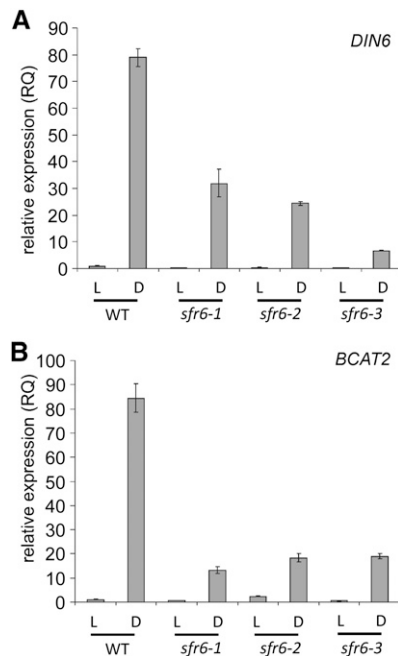 A
DIN6
relative expression (RQ)
90
80
70
60
50
40
30
20
10
0
L D L D L D L D
WT sfr6-1 sfr6-2 sfr6-3
B
BCAT2
relative expression (RQ)
100
90
80
70
60
50
40
30
20
10
0
L D L D L D L D
WT sfr6-1 sfr6-2 sfr6-3